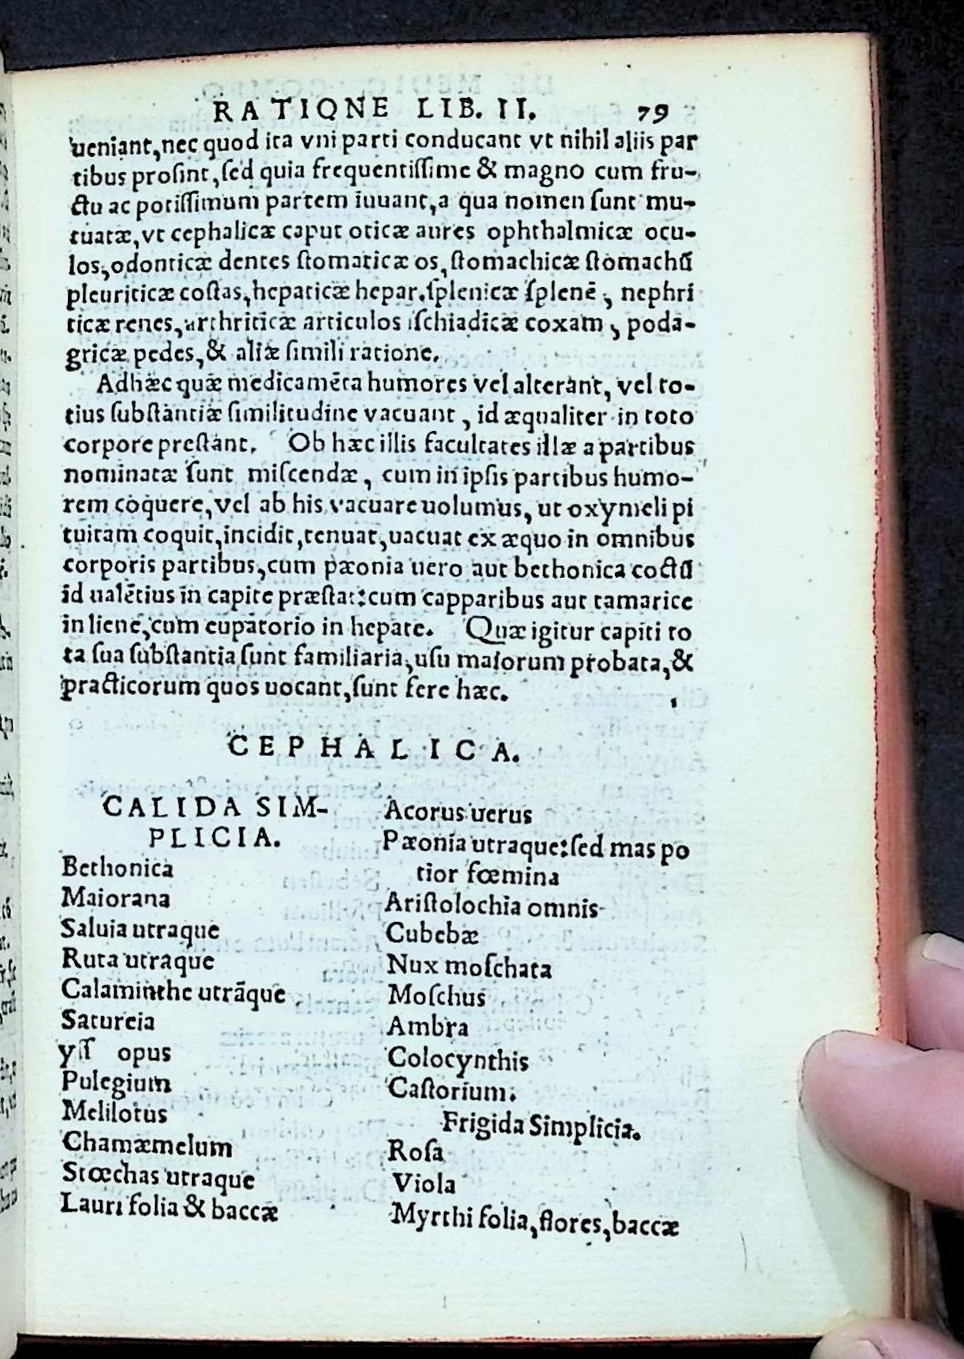 RATIONE LIB. II. 79
ueniant, nec quod ita vni parti conducant vt nihil aliis par
tibus prosint, sed quia frequentissime & magno cum fru-
ctu ac potissimum partem iuuant, a qua nomen sunt mu-
tuatæ, vt cephalicæ caput oticæ aures ophthalmicæ ocu-
los, odonticæ dentes stomaticæ os, stomachicæ stomachū
pleuriticæ costas, hepaticæ hepar. splenicæ splenē, nephri
ticæ renes, arthriticæ articulos ischiadicæ coxam, poda-
gricæ pedes, & aliæ simili ratione.
Adhæc quæ medicamēta humores vel alterant, vel to-
tius substantiæ similitudine vacuant, id æqualiter in toto
corpore prestant. Ob hæc illis facultates illæ a partibus
nominatæ sunt miscendæ, cum in ipsis partibus humo-
rem coquere, vel ab his vacuare uolumus, ut oxymeli pi
tuitam coquit, incidit, tenuat, uacuat ex æquo in omnibus
corporis partibus, cum pæonia uero aut bethonica coctū
id ualētius in capite præstat: cum capparibus aut tamarice
in liene, cum eupatorio in hepate. Quæ igitur capiti to
ta sua substantia sunt familiaria, usu maiorum probata, &
practicorum quos uocant, sunt fere hæc.
CEPHALICA.
CALIDA SIM-
PLICIA.
Bethonica
Maiorana
Saluia utraque
Ruta utraque
Calaminthe utrāque
Satureia
yss opus
Pulegium
Melilotus
Chamæmelum
Stœchas utraque
Lauri folia & baccæ
Acorus uerus
Pæonia utraque: sed mas po
tior fœmina
Aristolochia omnis
Cubebæ
Nux moschata
Moschus
Ambra
Colocynthis
Castorium.
Frigida Simplicia.
Rosa
Viola
Myrthi folia, flores, baccæ